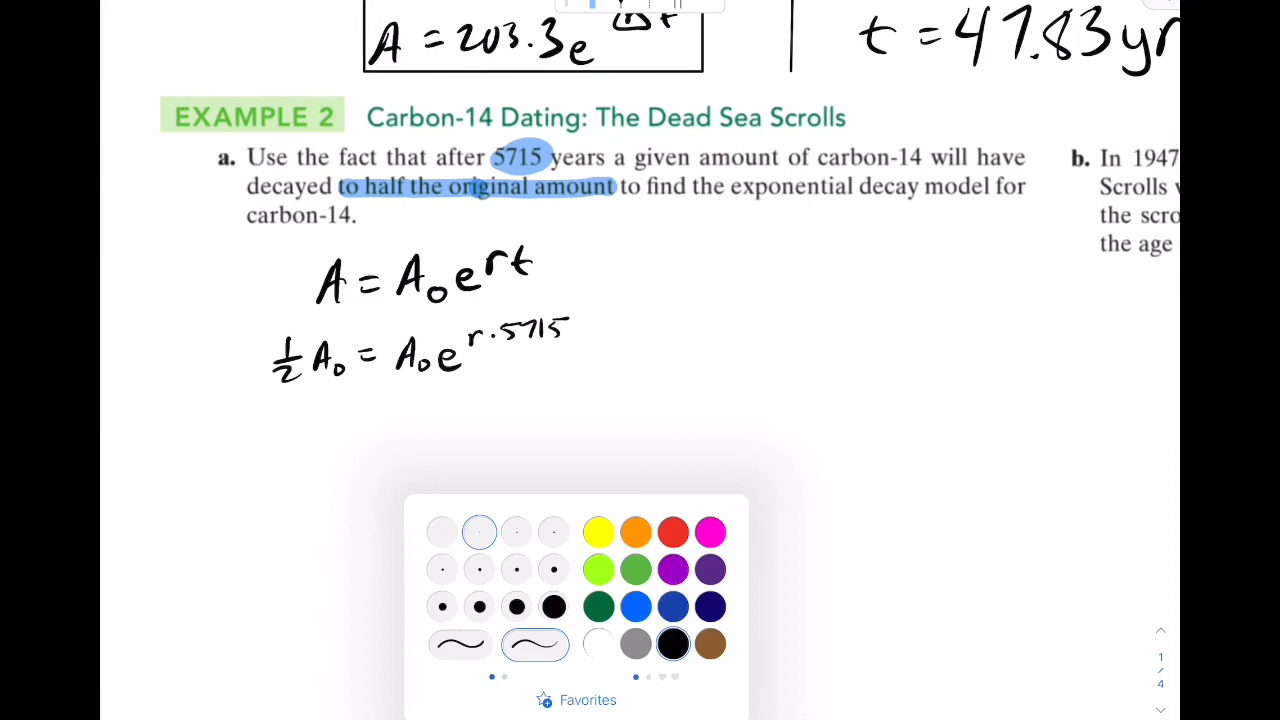 A = 203.3e
t = 47.83 yr
EXAMPLE 2 Carbon-14 Dating: The Dead Sea Scrolls
a. Use the fact that after 5715 years a given amount of carbon-14 will have
decayed to half the original amount to find the exponential decay model for
carbon-14.
b. In 1947
Scrolls
the scro
the age
A = A₀e^rt
½ A₀ = A₀e^r·5715
Favorites
1
/
4